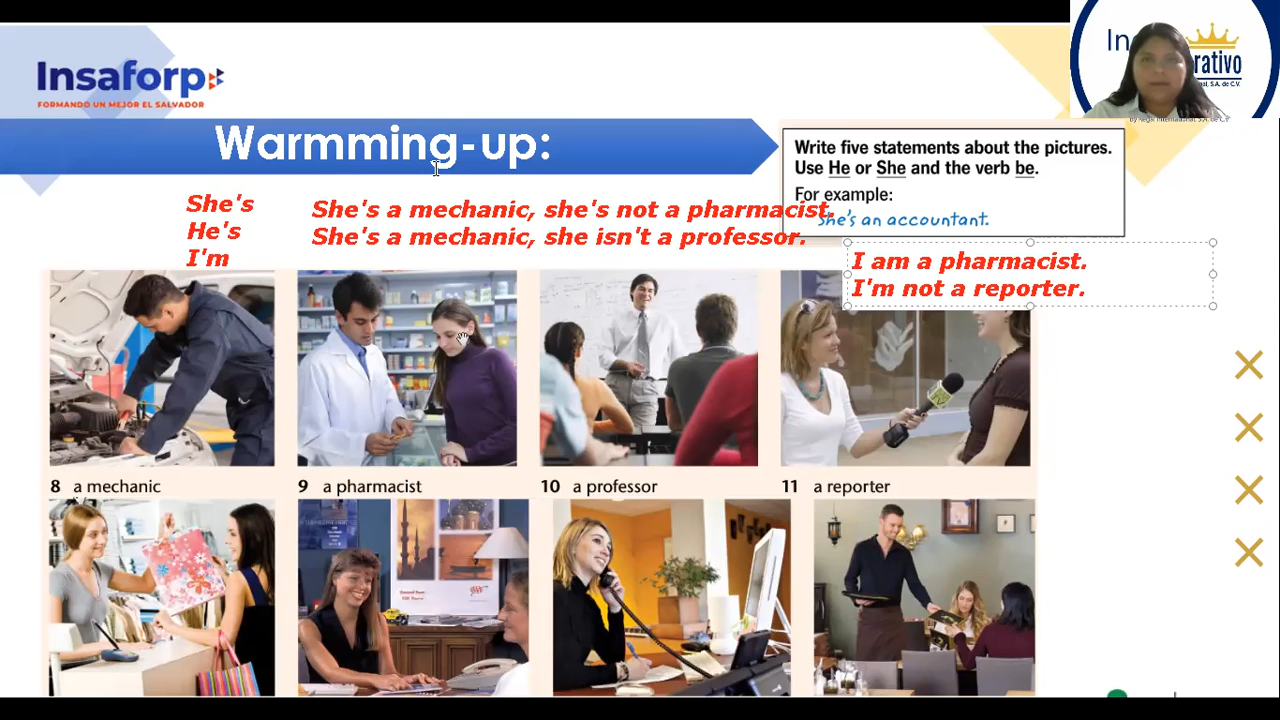 Insaforp
FORMANDO UN MEJOR EL SALVADOR
Warmming-up:
Write five statements about the pictures.
Use He or She and the verb be.
For example:
She's an accountant.
She's
He's
I'm
She's a mechanic, she's not a pharmacist.
She's a mechanic, she isn't a professor.
I am a pharmacist.
I'm not a reporter.
8 a mechanic
9 a pharmacist
10 a professor
11 a reporter
In
rativo